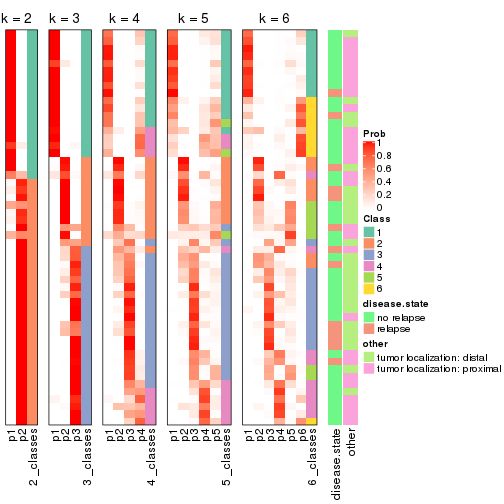 k = 2 k = 3 k = 4 k = 5 k = 6
Prob
1
0.8
0.6
0.4
0.2
0
Class
1
2
3
4
5
6
disease.state
no relapse
relapse
other
tumor localization: distal
tumor localization: proximal
p1 p2 2_classes p1 p2 p3 3_classes p1 p2 p3 p4 4_classes p1 p2 p3 p4 p5 5_classes p1 p2 p3 p4 p5 p6 6_classes disease.state other